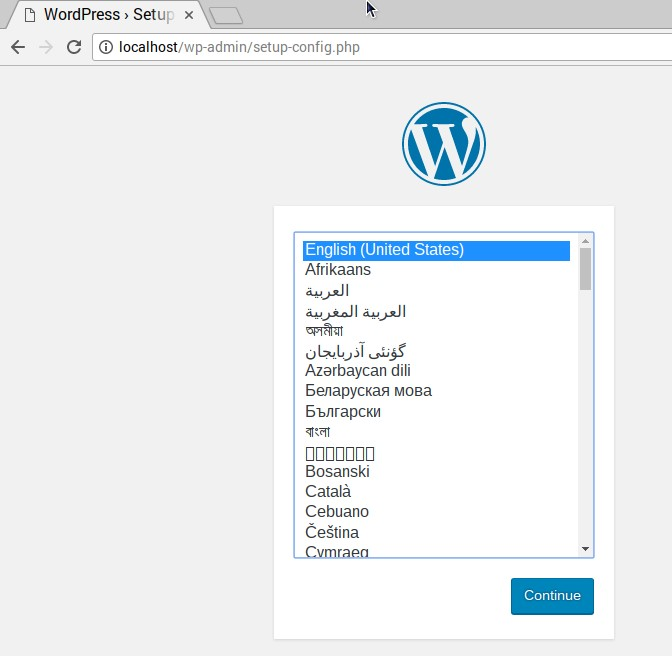 WordPress › Setup
localhost/wp-admin/setup-config.php
English (United States)
Afrikaans
العربية
العربية المغربية
অসমীয়া
گؤنئی آذربایجان
Azərbaycan dili
Беларуская мова
Български
বাংলা
Bosanski
Català
Cebuano
Čeština
Cymraeg
Continue